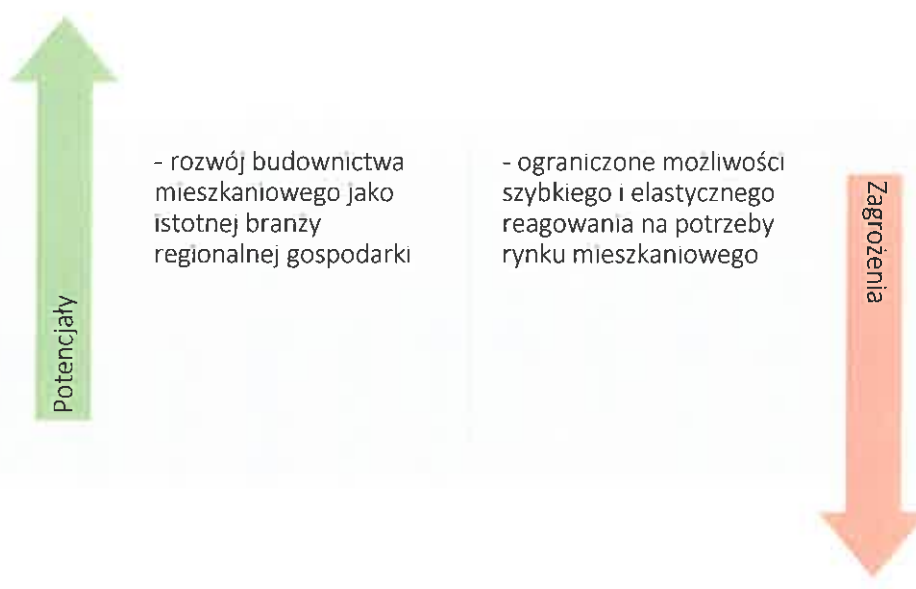 Potencjały
- rozwój budownictwa
mieszkaniowego jako
istotnej branży
regionalnej gospodarki
- ograniczone możliwości
szybkiego i elastycznego
reagowania na potrzeby
rynku mieszkaniowego
Zagrożenia